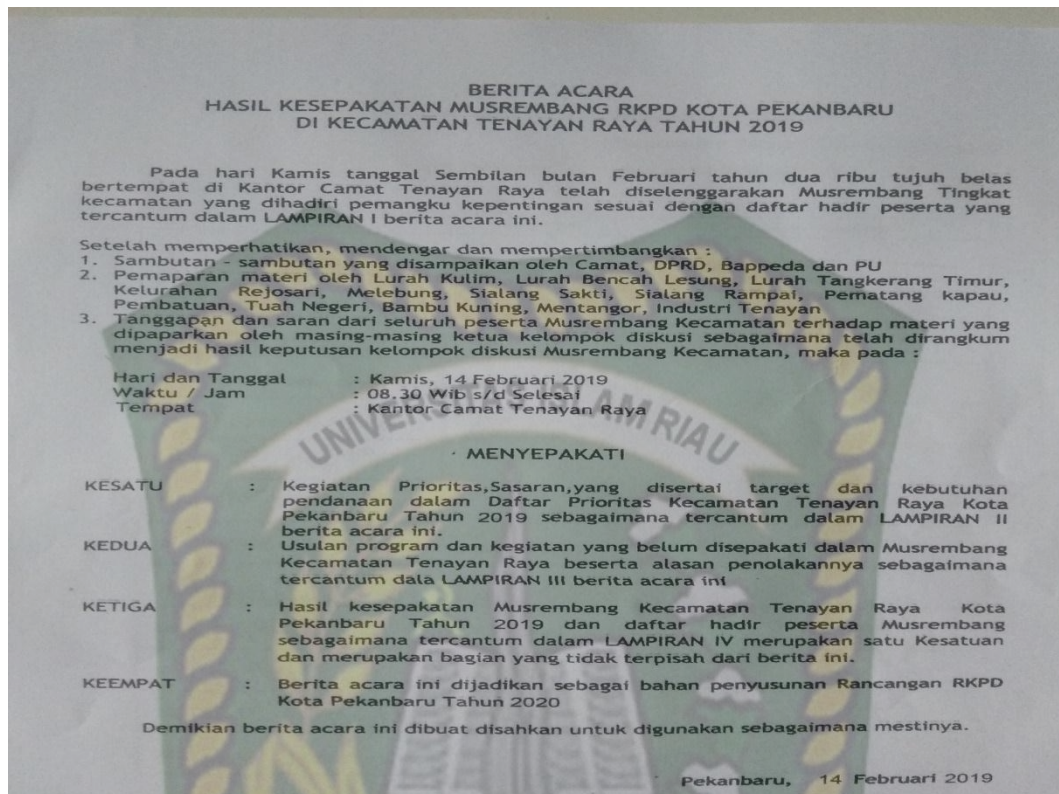 BERITA ACARA
HASIL KESEPAKATAN MUSREMBANG RKPD KOTA PEKANBARU
DI KECAMATAN TENAYAN RAYA TAHUN 2019
Pada hari Kamis tanggal Sembilan bulan Februari tahun dua ribu tujuh belas
bertempat di Kantor Camat Tenayan Raya telah diselenggarakan Musrembang Tingkat
kecamatan yang dihadiri pemangku kepentingan sesuai dengan daftar hadir peserta yang
tercantum dalam LAMPIRAN I berita acara ini.
Setelah memperhatikan, mendengar dan mempertimbangkan :
1. Sambutan - sambutan yang disampaikan oleh Camat, DPRD, Bappeda dan PU
2. Pemaparan materi oleh Lurah Kulim, Lurah Bencah Lesung, Lurah Tangkerang Timur,
Kelurahan Rejosari, Melebung, Sialang Sakti, Sialang Rampai, Pematang kapau,
Pembatuan, Tuah Negeri, Bambu Kuning, Mentangor, Industri Tenayan
3. Tanggapan dan saran dari seluruh peserta Musrembang Kecamatan terhadap materi yang
dipaparkan oleh masing-masing ketua kelompok diskusi sebagaimana telah dirangkum
menjadi hasil keputusan kelompok diskusi Musrembang Kecamatan, maka pada :
Hari dan Tanggal : Kamis, 14 Februari 2019
Waktu / Jam : 08.30 Wib s/d Selesai
Tempat : Kantor Camat Tenayan Raya
UNIVERSITAS ISLAM RIAU
MENYEPAKATI
KESATU : Kegiatan Prioritas,Sasaran,yang disertai target dan kebutuhan
pendanaan dalam Daftar Prioritas Kecamatan Tenayan Raya Kota
Pekanbaru Tahun 2019 sebagaimana tercantum dalam LAMPIRAN II
berita acara ini.
KEDUA : Usulan program dan kegiatan yang belum disepakati dalam Musrembang
Kecamatan Tenayan Raya beserta alasan penolakannya sebagaimana
tercantum dala LAMPIRAN III berita acara ini
KETIGA : Hasil kesepakatan Musrembang Kecamatan Tenayan Raya Kota
Pekanbaru Tahun 2019 dan daftar hadir peserta Musrembang
sebagaimana tercantum dalam LAMPIRAN IV merupakan satu Kesatuan
dan merupakan bagian yang tidak terpisah dari berita ini.
KEEMPAT : Berita acara ini dijadikan sebagai bahan penyusunan Rancangan RKPD
Kota Pekanbaru Tahun 2020
Demikian berita acara ini dibuat disahkan untuk digunakan sebagaimana mestinya.
Pekanbaru, 14 Februari 2019